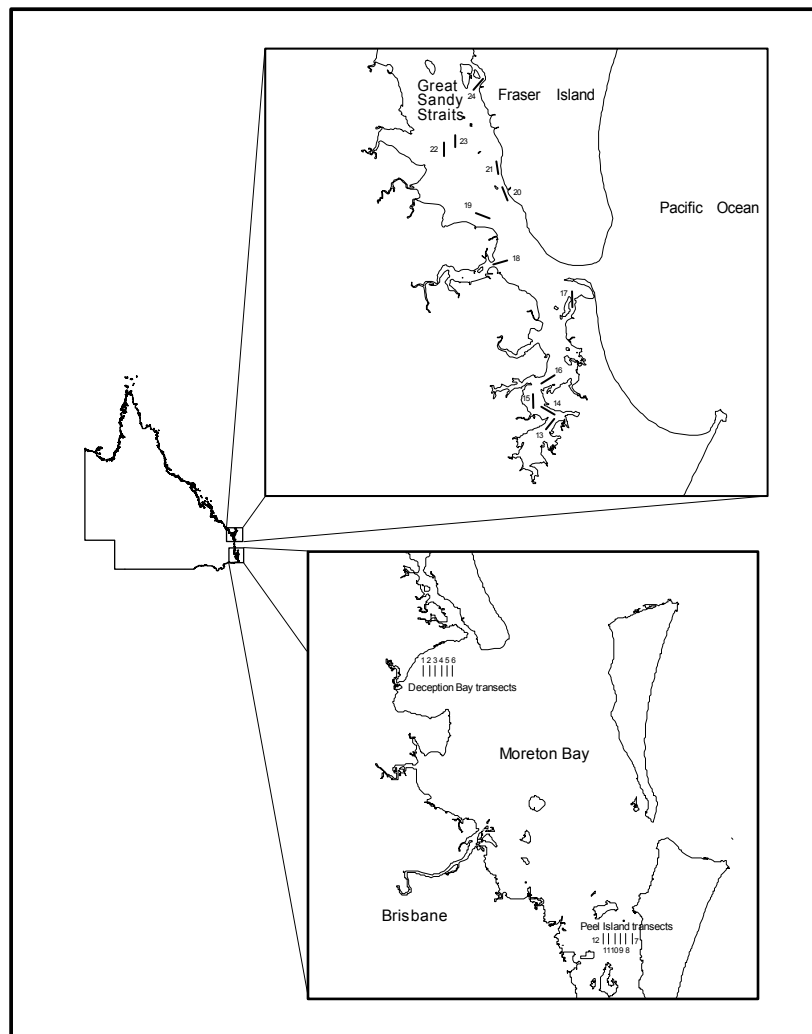 Great
Sandy
Straits
Fraser Island
24
22
23
21
20
Pacific Ocean
19
18
17
16
15
14
13
1 2 3 4 5 6
Deception Bay transects
Moreton Bay
Brisbane
Peel Island transects
12
7
11 10 9 8